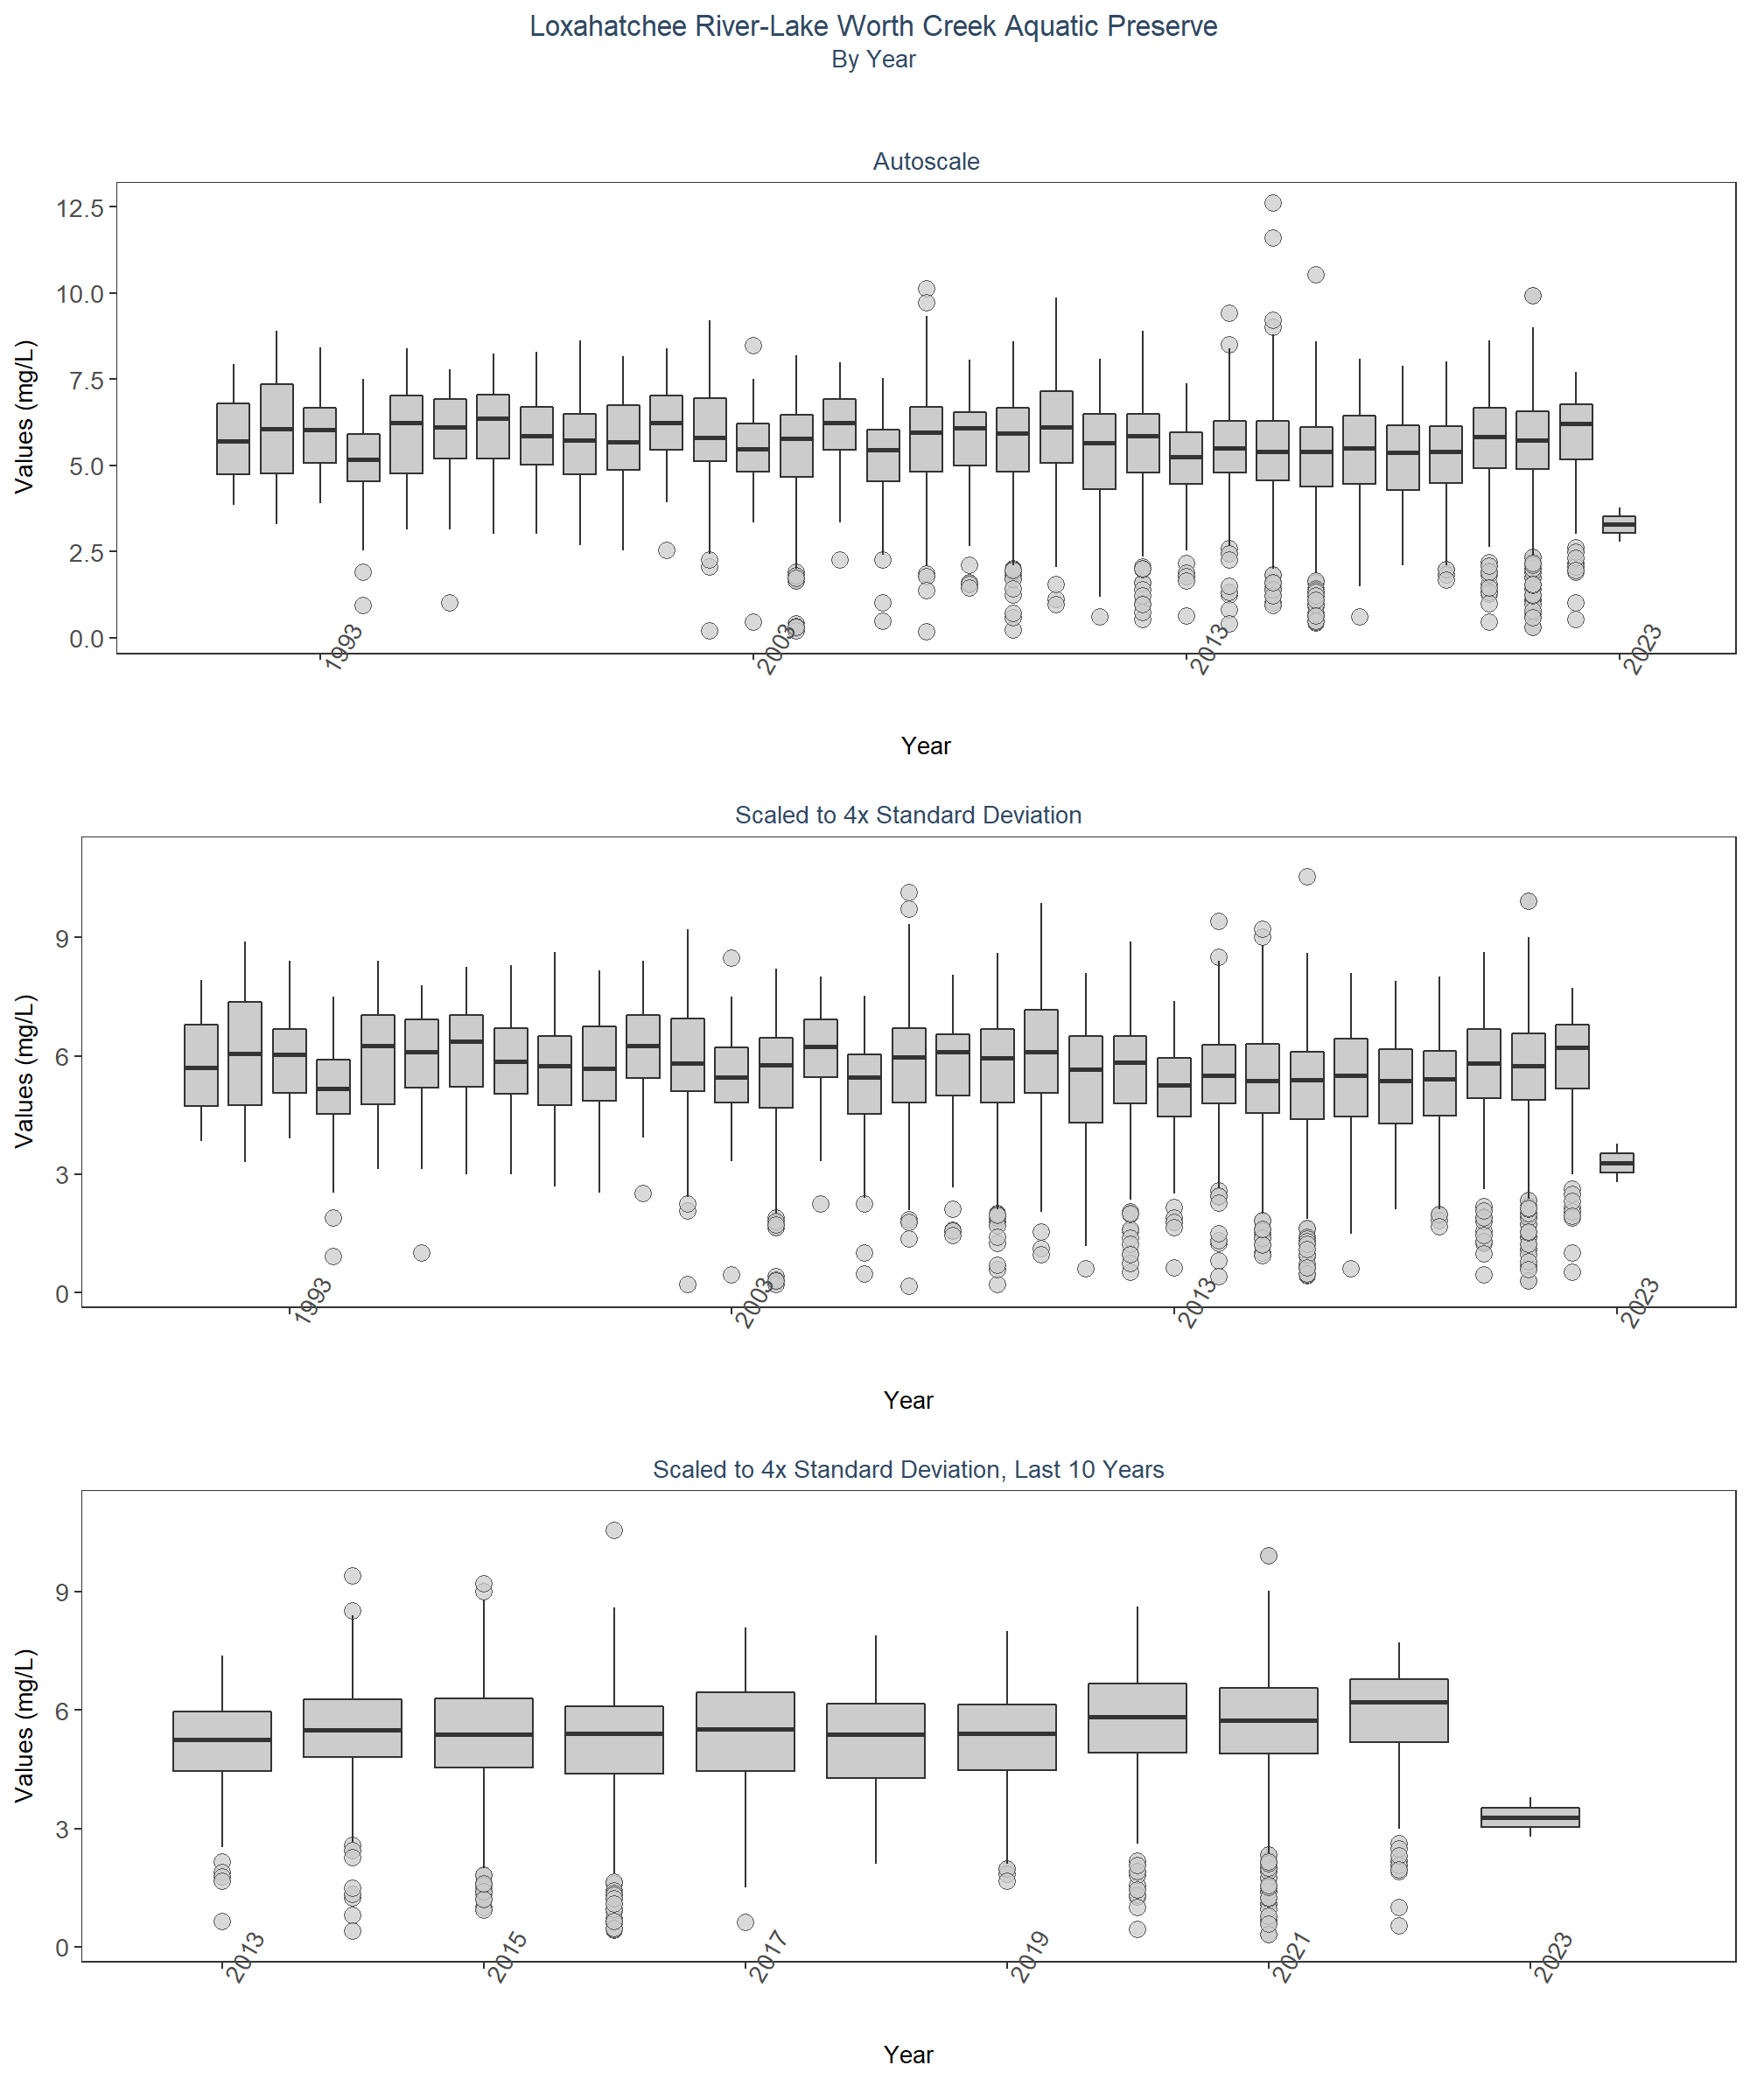 Loxahatchee River-Lake Worth Creek Aquatic Preserve
By Year
Autoscale
Values (mg/L)
12.5
10.0
7.5
5.0
2.5
0.0
1993
2003
2013
2023
Year
Scaled to 4x Standard Deviation
Values (mg/L)
9
6
3
0
1993
2003
2013
2023
Year
Scaled to 4x Standard Deviation, Last 10 Years
Values (mg/L)
9
6
3
0
2013
2015
2017
2019
2021
2023
Year